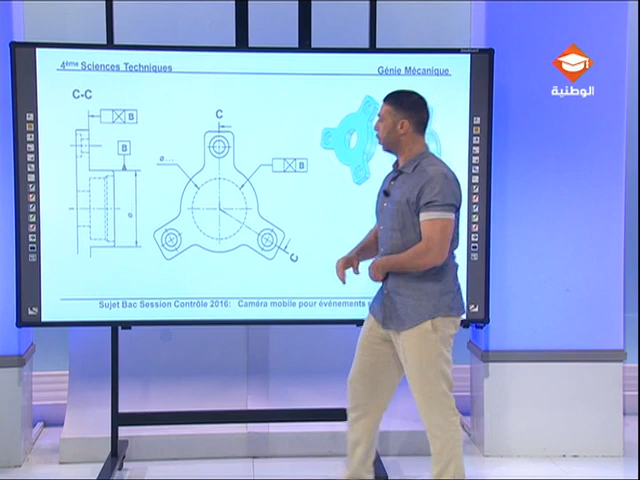 4ème Sciences Techniques
Génie Mécanique
الوطنية
C-C
C
B
B
ø...
B
ø
C
Sujet Bac Session Contrôle 2016: Caméra mobile pour événements